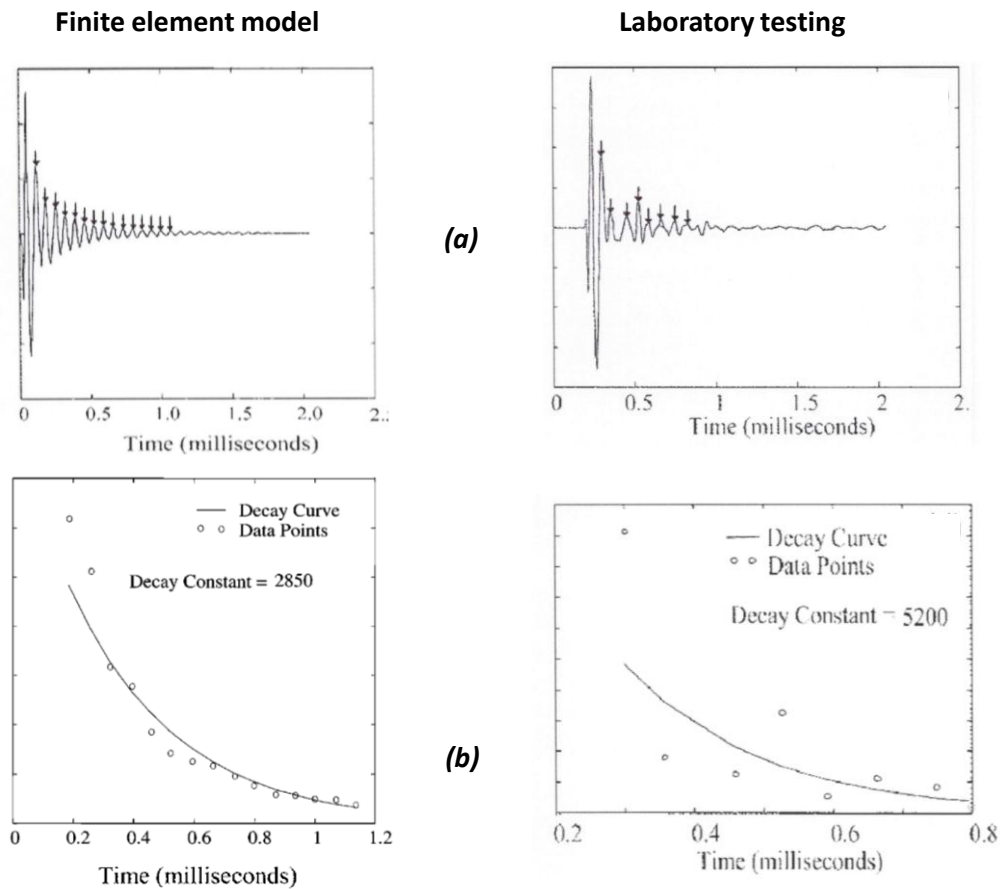 Finite element model
Laboratory testing
0 0.5 1.0 1.5 2.0 2.
Time (milliseconds)
(a)
0 0.5 1 1.5 2 2.
Time (milliseconds)
Decay Curve
Data Points
Decay Constant = 2850
0.0 0.2 0.4 0.6 0.8 1 1.2
Time (milliseconds)
(b)
Decay Curve
Data Points
Decay Constant = 5200
0.2 0.4 0.6 0.8
Time (milliseconds)